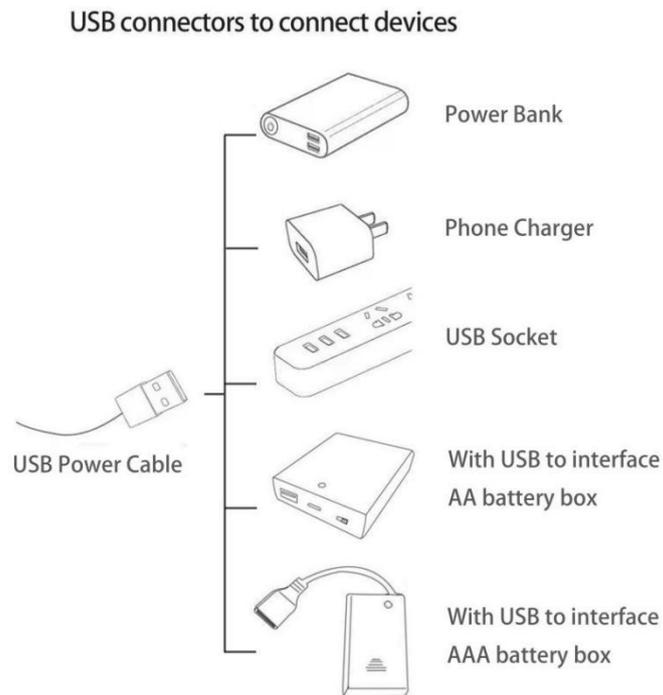 USB connectors to connect devices
Power Bank
Phone Charger
USB Socket
USB Power Cable
With USB to interface
AA battery box
With USB to interface
AAA battery box